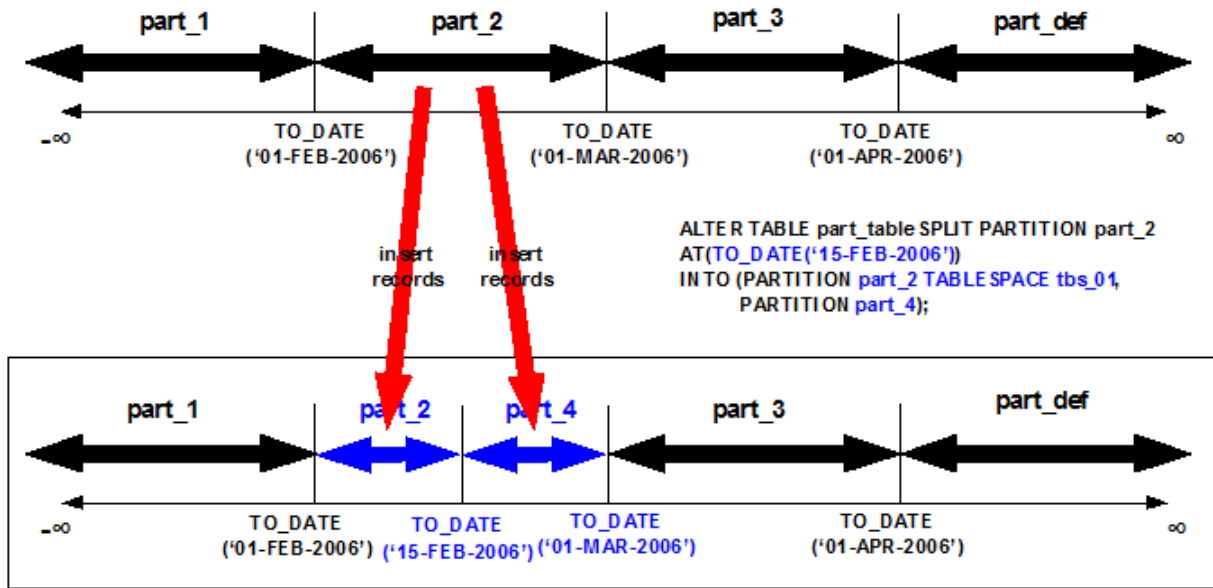 part_1
part_2
part_3
part_def
-∞
TO_DATE
(‘01-FEB-2006’)
TO_DATE
(‘01-MAR-2006’)
TO_DATE
(‘01-APR-2006’)
∞
insert
records
insert
records
ALTER TABLE part_table SPLIT PARTITION part_2
AT(TO_DATE(‘15-FEB-2006’))
INTO (PARTITION part_2 TABLESPACE tbs_01,
PARTITION part_4);
part_1
part_2
part_4
part_3
part_def
-∞
TO_DATE
(‘01-FEB-2006’)
TO_DATE
(‘15-FEB-2006’)
TO_DATE
(‘01-MAR-2006’)
TO_DATE
(‘01-APR-2006’)
∞